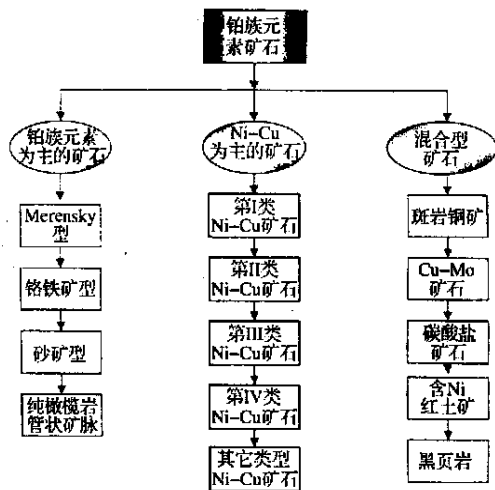 铂族元
素矿石
铂族元素
为主的矿石
Merensky
型
铬铁矿型
砂矿型
纯橄榄岩
管状矿脉
Ni-Cu
为主的矿石
第I类
Ni-Cu矿石
第II类
Ni-Cu矿石
第III类
Ni-Cu矿石
第IV类
Ni-Cu矿石
其它类型
Ni-Cu矿石
混合型
矿石
斑岩铜矿
Cu-Mo
矿石
碳酸盐
矿石
含Ni
红土矿
黑页岩